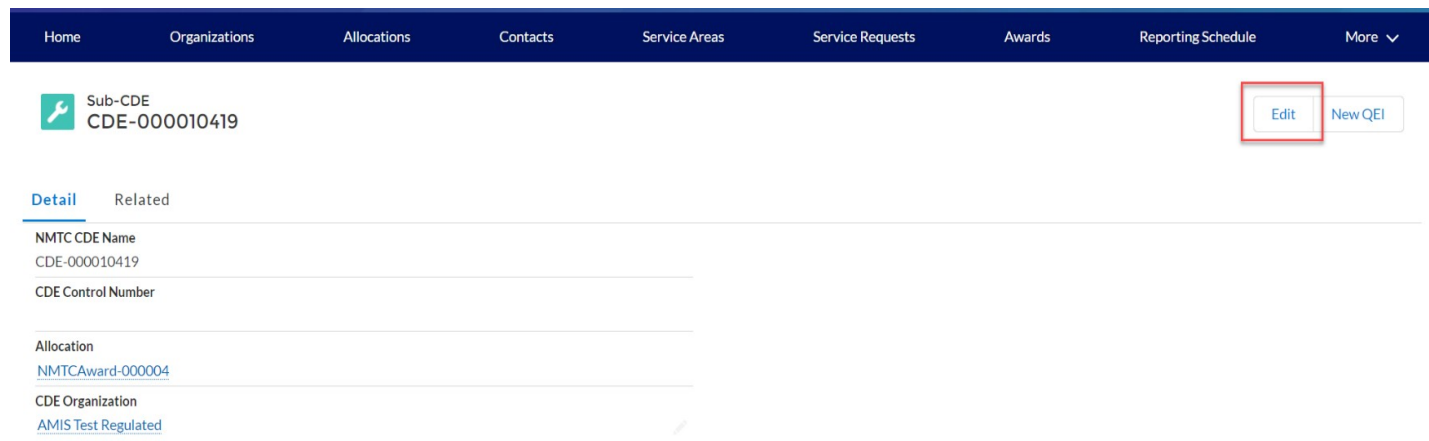 Home Organizations Allocations Contacts Service Areas Service Requests Awards Reporting Schedule More
Sub-CDE
CDE-000010419
Edit New QEI
Detail Related
NMTC CDE Name
CDE-000010419
CDE Control Number
Allocation
NMTCAward-000004
CDE Organization
AMIS Test Regulated